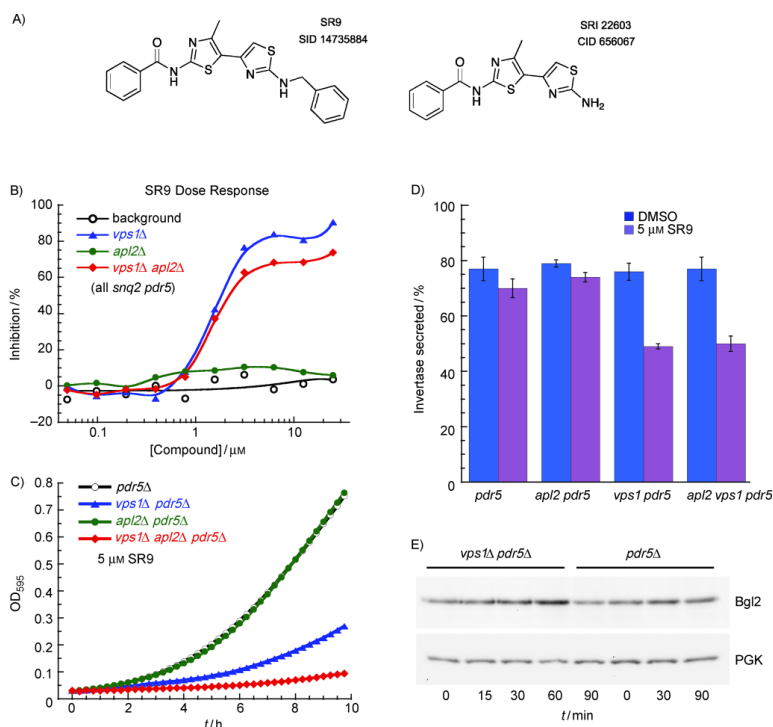 A)
SR9
SID 14735884
SRI 22603
CID 656067
O
N
H
N
S
S
N
N
H
O
N
H
N
S
S
N
NH₂
B)
SR9 Dose Response
background
vps1Δ
apl2Δ
vps1Δ apl2Δ
(all snq2 pdr5)
Inhibition / %
100
80
60
40
20
0
−20
0.1
1
10
[Compound] / μM
C)
pdr5Δ
vps1Δ pdr5Δ
apl2Δ pdr5Δ
vps1Δ apl2Δ pdr5Δ
5 μM SR9
OD₅₉₅
0.8
0.7
0.6
0.5
0.4
0.3
0.2
0.1
0
0
2
4
6
8
10
t / h
D)
DMSO
5 μM SR9
Invertase secreted / %
100
80
60
40
20
0
pdr5
apl2 pdr5
vps1 pdr5
apl2 vps1 pdr5
E)
vps1Δ pdr5Δ
pdr5Δ
Bgl2
PGK
0
15
30
60
90
0
30
90
t / min